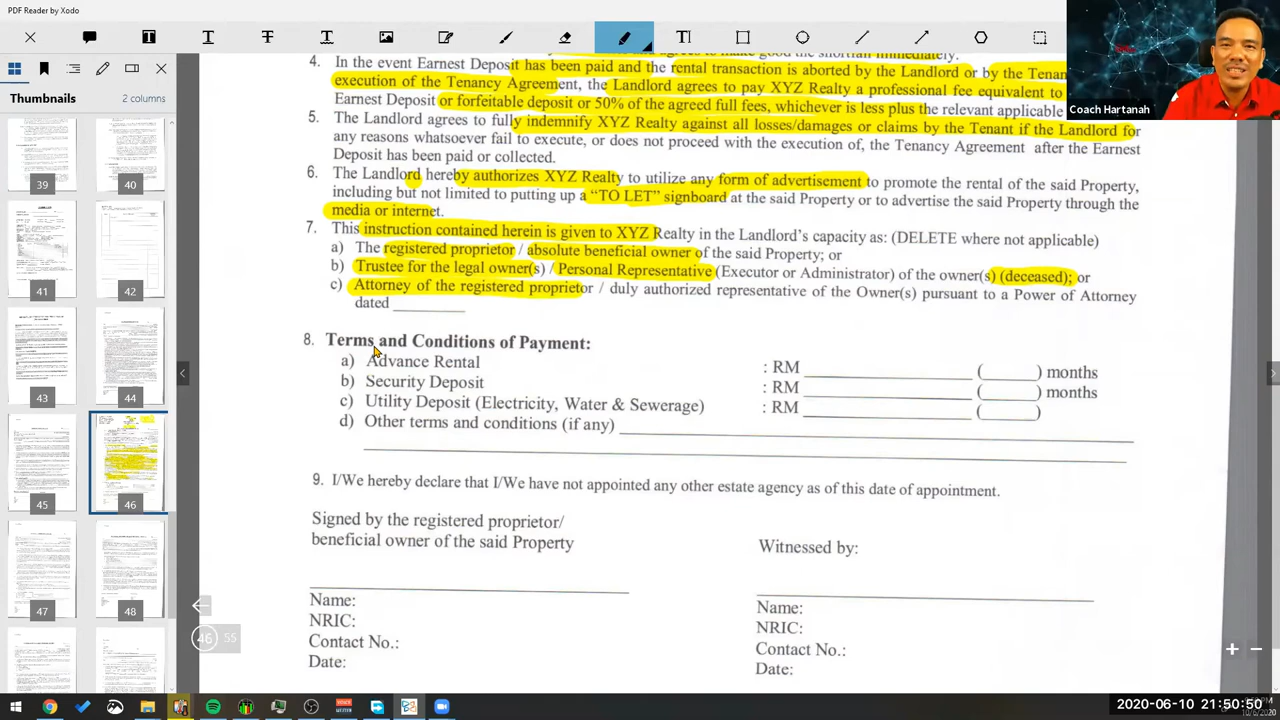 PDF Reader by Xodo
Thumbnails
2 columns
39
40
41
42
43
44
45
46
47
48
4. In the event Earnest Deposit has been paid and the rental transaction is aborted by the Landlord or by the Tenant
execution of the Tenancy Agreement, the Landlord agrees to pay XYZ Realty a professional fee equivalent to
Earnest Deposit or forfeitable deposit or 50% of the agreed full fees, whichever is less plus the relevant applicable
5. The Landlord agrees to fully indemnify XYZ Realty against all losses/damages or claims by the Tenant if the Landlord for
any reasons whatsoever fail to execute, or does not proceed with the execution of, the Tenancy Agreement after the Earnest
Deposit has been paid or collected.
6. The Landlord hereby authorizes XYZ Realty to utilize any form of advertisement to promote the rental of the said Property,
including but not limited to putting up a “TO LET” signboard at the said Property or to advertise the said Property through the
media or internet.
7. This instruction contained herein is given to XYZ Realty in the Landlord’s capacity as: (DELETE where not applicable)
a) The registered proprietor / absolute beneficial owner of the said Property; or
b) Trustee for the legal owner(s) / Personal Representative (Executor or Administrator) of the owner(s) (deceased); or
c) Attorney of the registered proprietor / duly authorized representative of the Owner(s) pursuant to a Power of Attorney
dated ________
8. Terms and Conditions of Payment:
a) Advance Rental : RM ____________ (______) months
b) Security Deposit : RM ____________ (______) months
c) Utility Deposit (Electricity, Water & Sewerage) : RM ____________ (______)
d) Other terms and conditions (if any) ____________
9. I/We hereby declare that I/We have not appointed any other estate agency as of this date of appointment.
Signed by the registered proprietor/
beneficial owner of the said Property
Witnessed by:
Name:
NRIC:
Contact No.:
Date:
Name:
NRIC:
Contact No.:
Date:
46 55
Coach Hartanah
2020-06-10 21:50:50